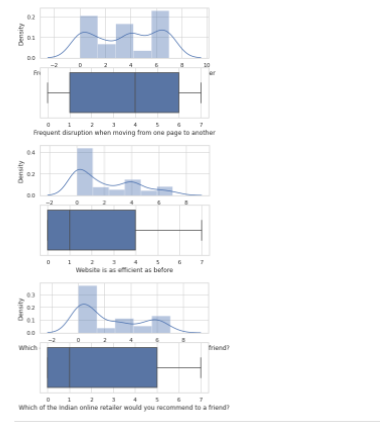 0.2
0.1
0.0
Density
−2 0 2 4 6 8 10
Fr er
0 1 2 3 4 5 6 7
Frequent disruption when moving from one page to another
0.4
0.2
0.0
Density
−2 0 2 4 6 8
0 1 2 3 4 5 6 7
Website is as efficient as before
0.3
0.2
0.1
0.0
Density
−2 0 2 4 6 8
Which friend?
0 1 2 3 4 5 6 7
Which of the Indian online retailer would you recommend to a friend?